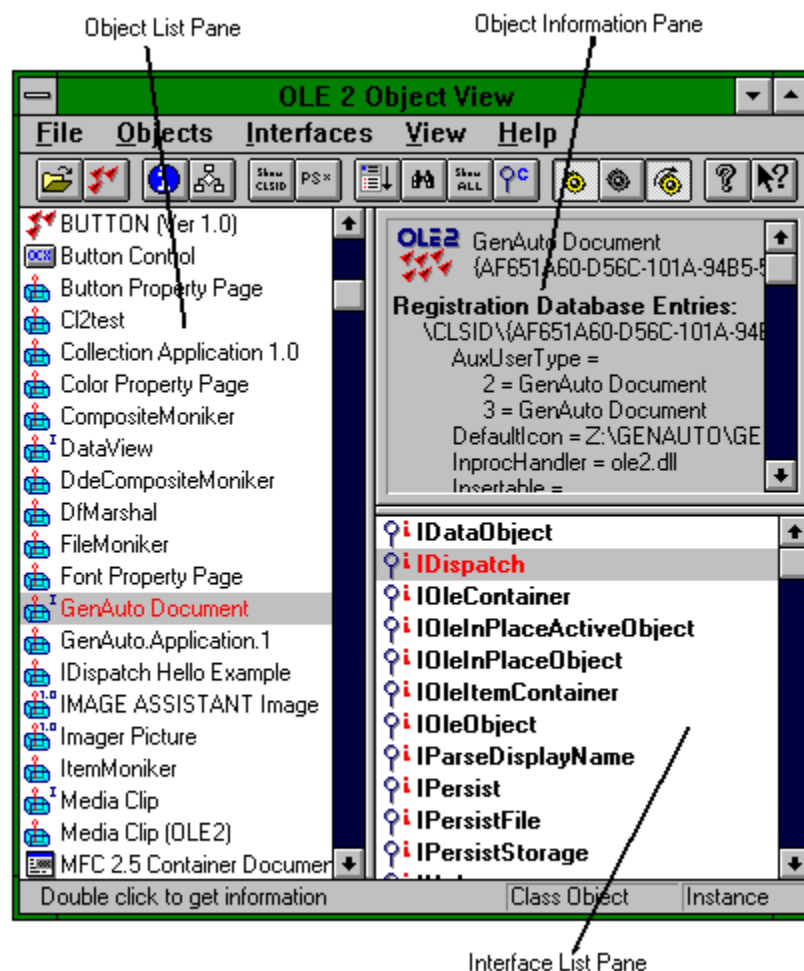 Object List Pane
Object Information Pane
OLE 2 Object View
File Objects Interfaces View Help
Show CLSID
PS×
Show ALL
C
?
?
BUTTON (Ver 1.0)
OCX Button Control
Button Property Page
Cl2test
Collection Application 1.0
Color Property Page
CompositeMoniker
I DataView
DdeCompositeMoniker
DfMarshal
FileMoniker
Font Property Page
I GenAuto Document
GenAuto.Application.1
IDispatch Hello Example
1.0 IMAGE ASSISTANT Image
1.0 Imager Picture
ItemMoniker
I Media Clip
Media Clip (OLE2)
MFC 2.5 Container Documen
OLE2 GenAuto Document
{AF651A60-D56C-101A-94B5-5
Registration Database Entries:
\CLSID\{AF651A60-D56C-101A-94B
AuxUserType =
2 = GenAuto Document
3 = GenAuto Document
DefaultIcon = Z:\GENAUTO\GE
InprocHandler = ole2.dll
Insertable =
IDataObject
IDispatch
IOleContainer
IOleInPlaceActiveObject
IOleInPlaceObject
IOleItemContainer
IOleObject
IParseDisplayName
IPersist
IPersistFile
IPersistStorage
Double click to get information
Class Object
Instance
Interface List Pane